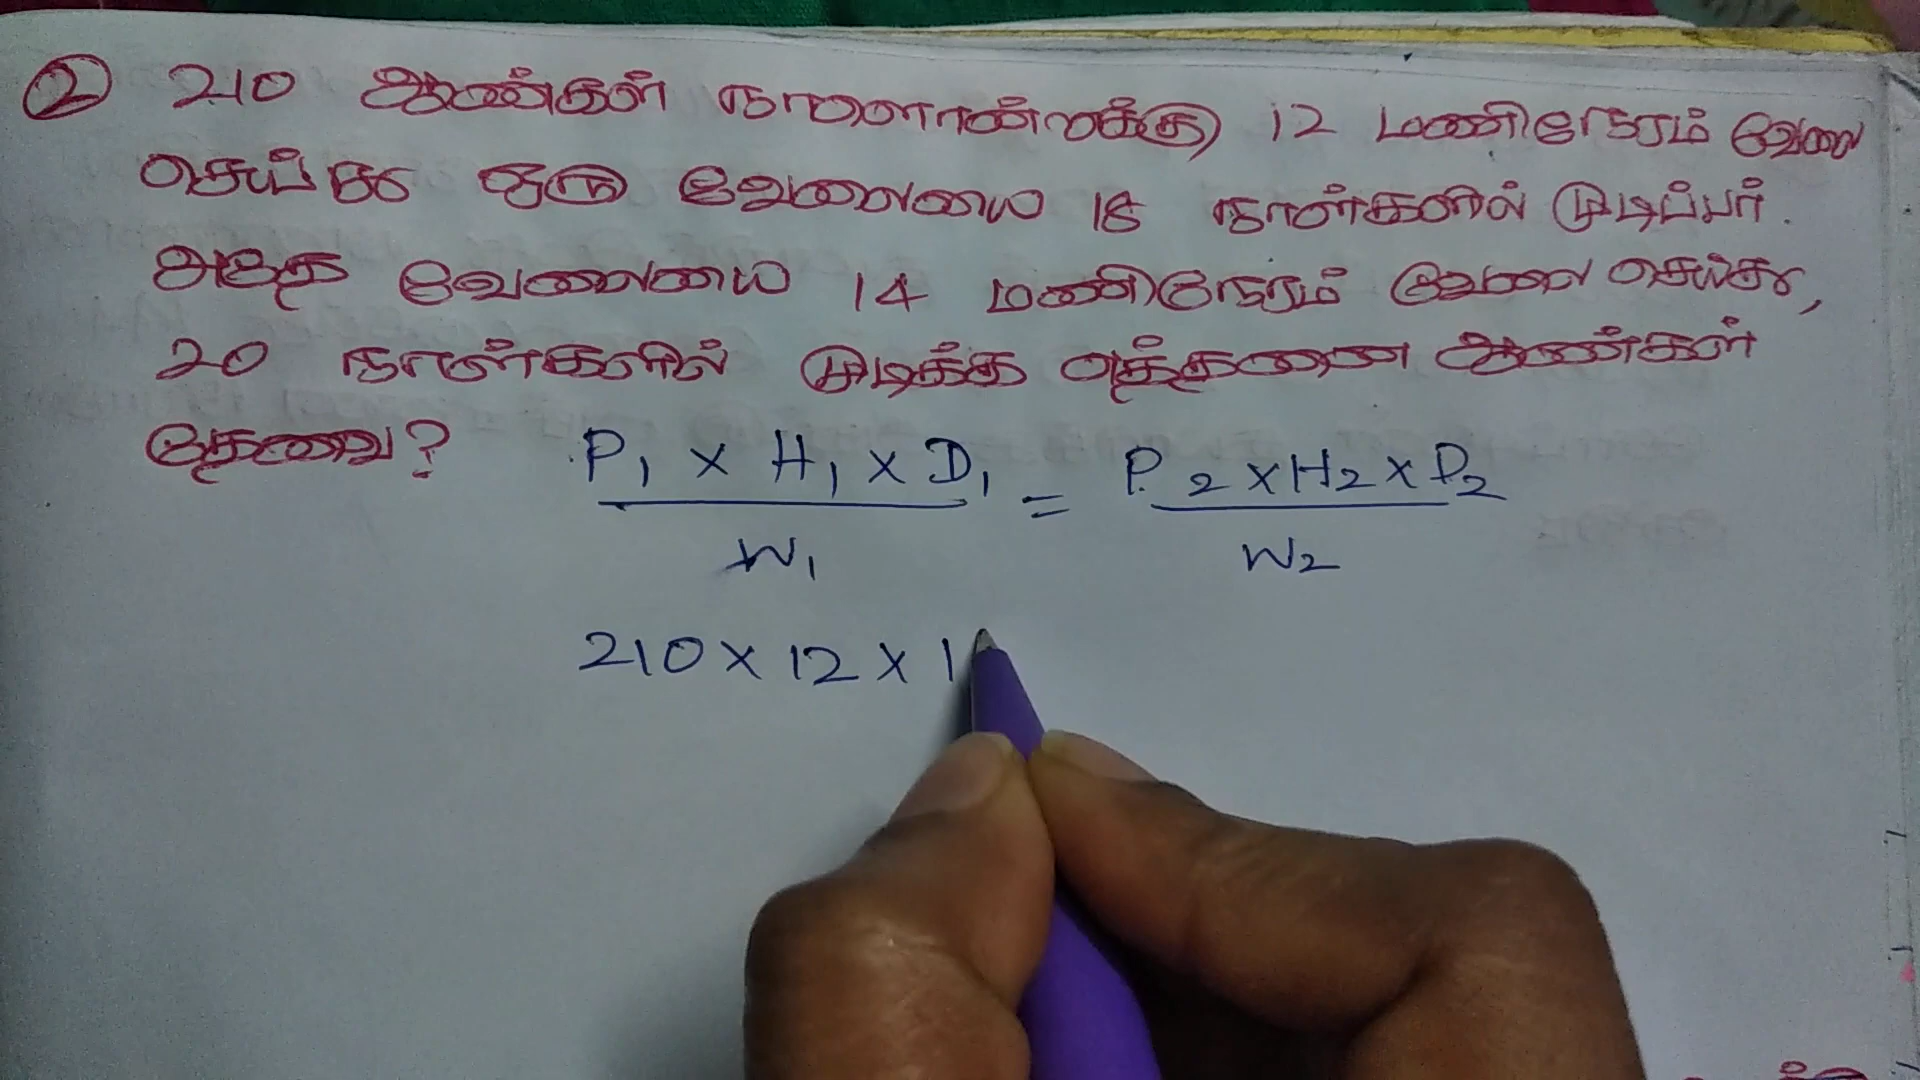 ② 210 ஆண்கள் நாளொன்றுக்கு 12 மணிநேரம் வேலை
செய்து ஒரு வேலையை 18 நாள்களில் முடிப்பர்.
அதே வேலையை 14 மணிநேரம் வேலை செய்து,
20 நாள்களில் முடிக்க எத்தனை ஆண்கள்
தேவை?
P₁ × H₁ × D₁ / W₁ = P₂ × H₂ × D₂ / W₂
210 × 12 × 1